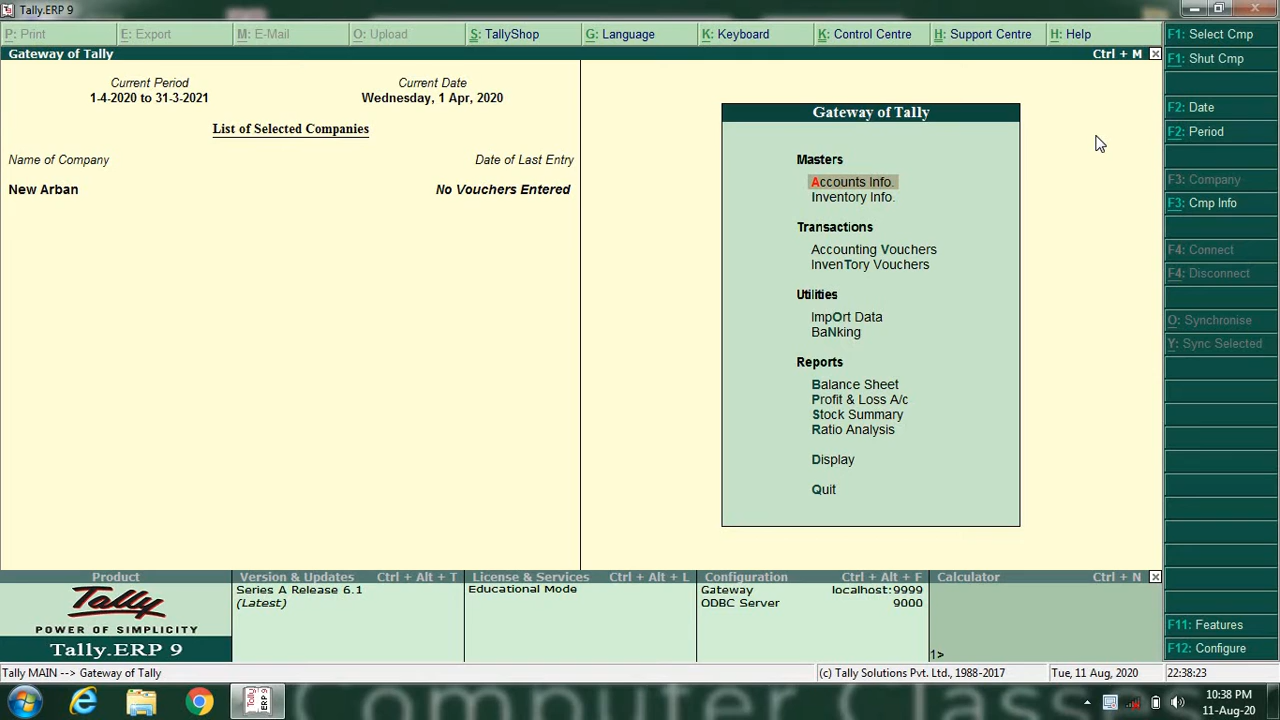 Tally.ERP 9
P: Print
E: Export
M: E-Mail
O: Upload
S: TallyShop
G: Language
K: Keyboard
K: Control Centre
H: Support Centre
H: Help
Gateway of Tally
Ctrl + M
Current Period
1-4-2020 to 31-3-2021
Current Date
Wednesday, 1 Apr, 2020
List of Selected Companies
Name of Company
Date of Last Entry
New Arban
No Vouchers Entered
Gateway of Tally
Masters
Accounts Info.
Inventory Info.
Transactions
Accounting Vouchers
InvenTory Vouchers
Utilities
ImpOrt Data
BaNking
Reports
Balance Sheet
Profit & Loss A/c
Stock Summary
Ratio Analysis
Display
Quit
F1: Select Cmp
F1: Shut Cmp
F2: Date
F2: Period
F3: Company
F3: Cmp Info
F4: Connect
F4: Disconnect
O: Synchronise
Y: Sync Selected
F11: Features
F12: Configure
Product
Tally
POWER OF SIMPLICITY
Tally.ERP 9
Version & Updates Ctrl + Alt + T
Series A Release 6.1
(Latest)
License & Services Ctrl + Alt + L
Educational Mode
Configuration Ctrl + Alt + F
Gateway localhost:9999
ODBC Server 9000
Calculator Ctrl + N
1>
Tally MAIN --> Gateway of Tally
(c) Tally Solutions Pvt. Ltd., 1988-2017
Tue, 11 Aug, 2020
22:38:23
Tally
ERP 9
10:38 PM
11-Aug-20